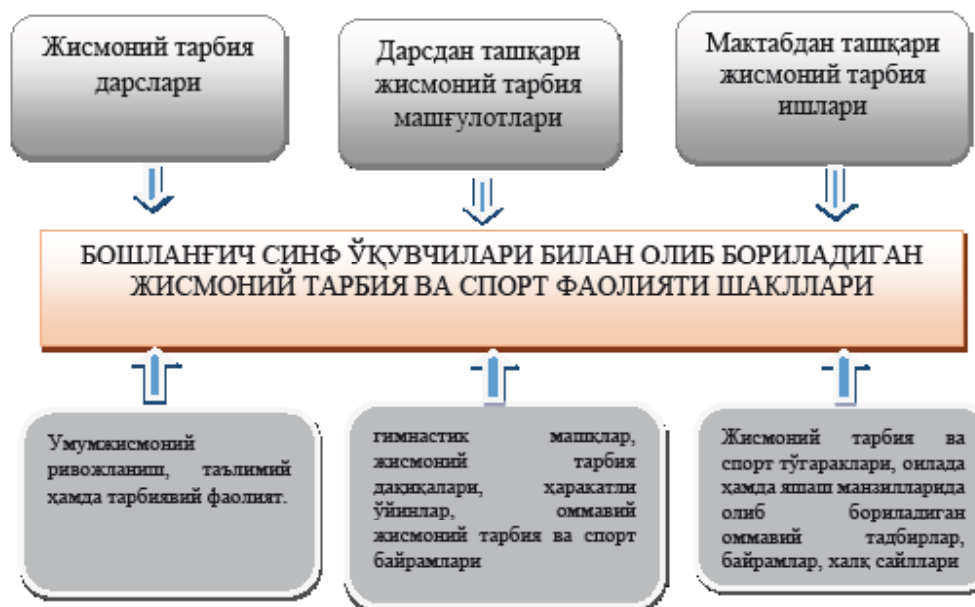 Жисмоний тарбия
дарслари
Дарсдан ташқари
жисмоний тарбия
машғулотлари
Мактабдан ташқари
жисмоний тарбия
ишлари
БОШЛАНҒИЧ СИНФ ЎҚУВЧИЛАРИ БИЛАН ОЛИБ БОРИЛАДИГАН
ЖИСМОНИЙ ТАРБИЯ ВА СПОРТ ФАОЛИЯТИ ШАКЛЛАРИ
Умумжисмоний
ривожланиш, таълимий
ҳамда тарбиявий фаолият.
гимнастик машқлар,
жисмоний тарбия
дақиқалари, ҳаракатли
ўйинлар, оммавий
жисмоний тарбия ва спорт
байрамлари
Жисмоний тарбия ва
спорт тўгараклари, оилада
ҳамда яшаш манзилларида
олиб бориладиган
оммавий тадбирлар,
байрамлар, халқ сайллари